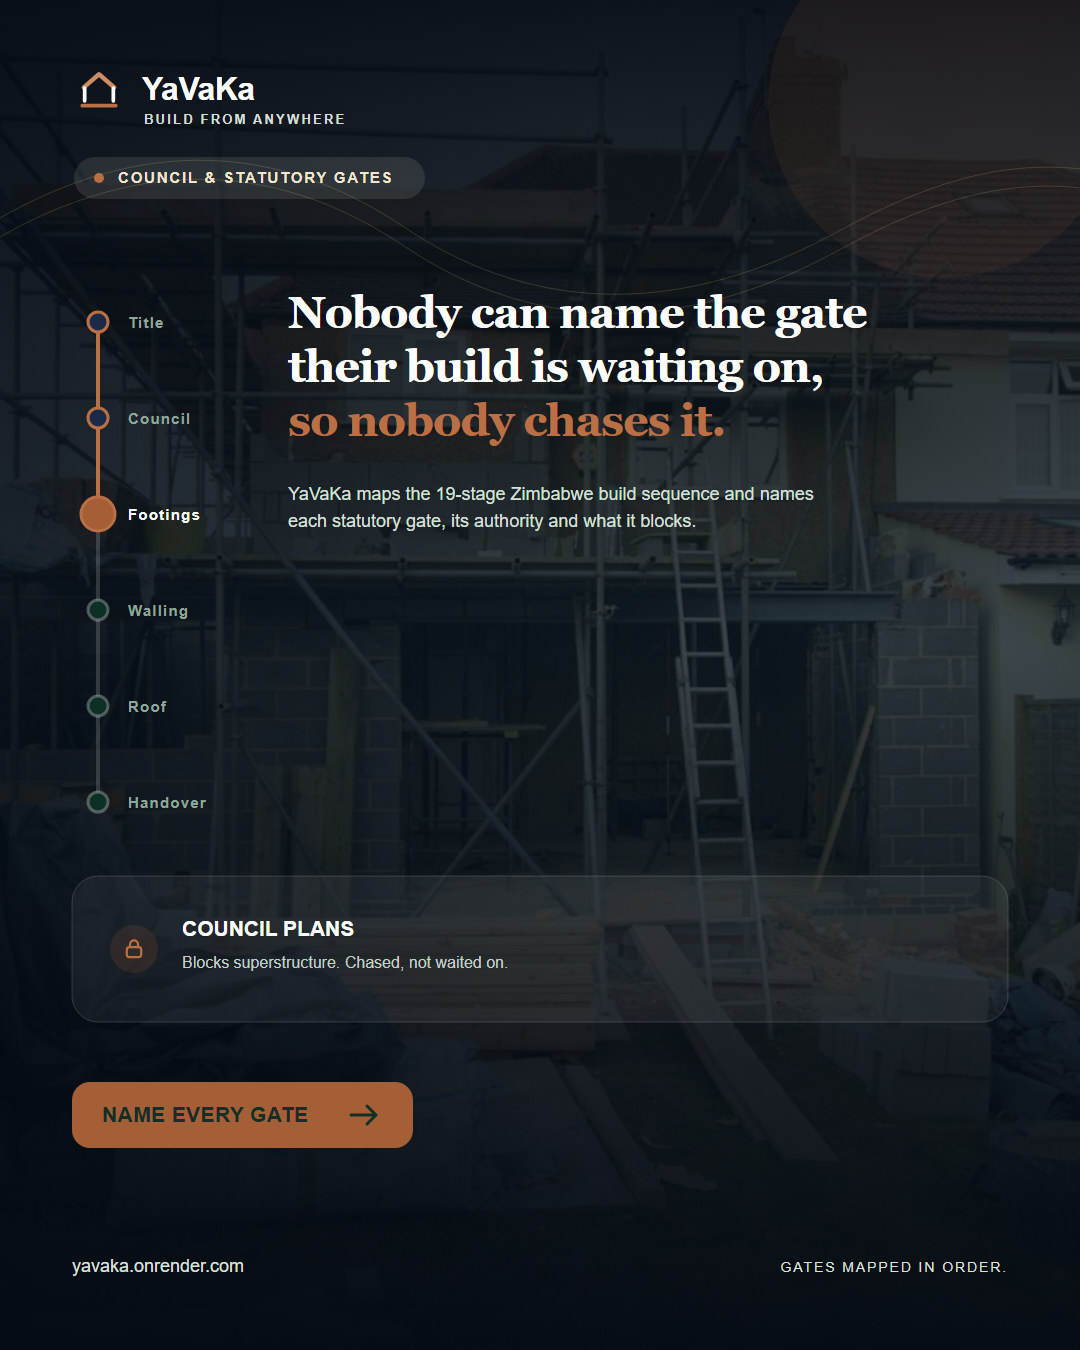 YaVaKa
BUILD FROM ANYWHERE
COUNCIL & STATUTORY GATES
Title
Council
Footings
Walling
Roof
Handover
Nobody can name the gate
their build is waiting on,
so nobody chases it.
YaVaKa maps the 19-stage Zimbabwe build sequence and names
each statutory gate, its authority and what it blocks.
COUNCIL PLANS
Blocks superstructure. Chased, not waited on.
NAME EVERY GATE
yavaka.onrender.com
GATES MAPPED IN ORDER.